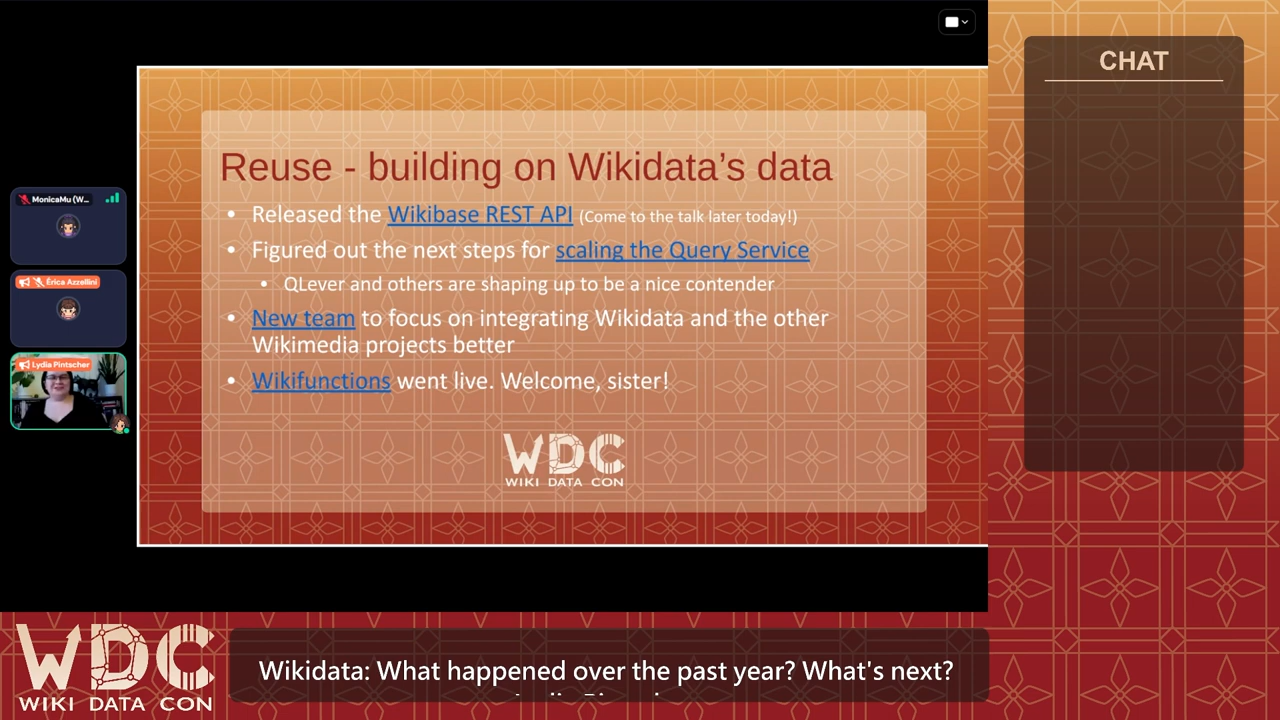 CHAT
Reuse - building on Wikidata's data
• Released the Wikibase REST API (Come to the talk later today!)
• Figured out the next steps for scaling the Query Service
• QLever and others are shaping up to be a nice contender
• New team to focus on integrating Wikidata and the other
Wikimedia projects better
• Wikifunctions went live. Welcome, sister!
WDC
WIKI DATA CON
MonicaMu (W...
Érica Azzellini
Lydia Pintscher
WDC
WIKI DATA CON
Wikidata: What happened over the past year? What's next?